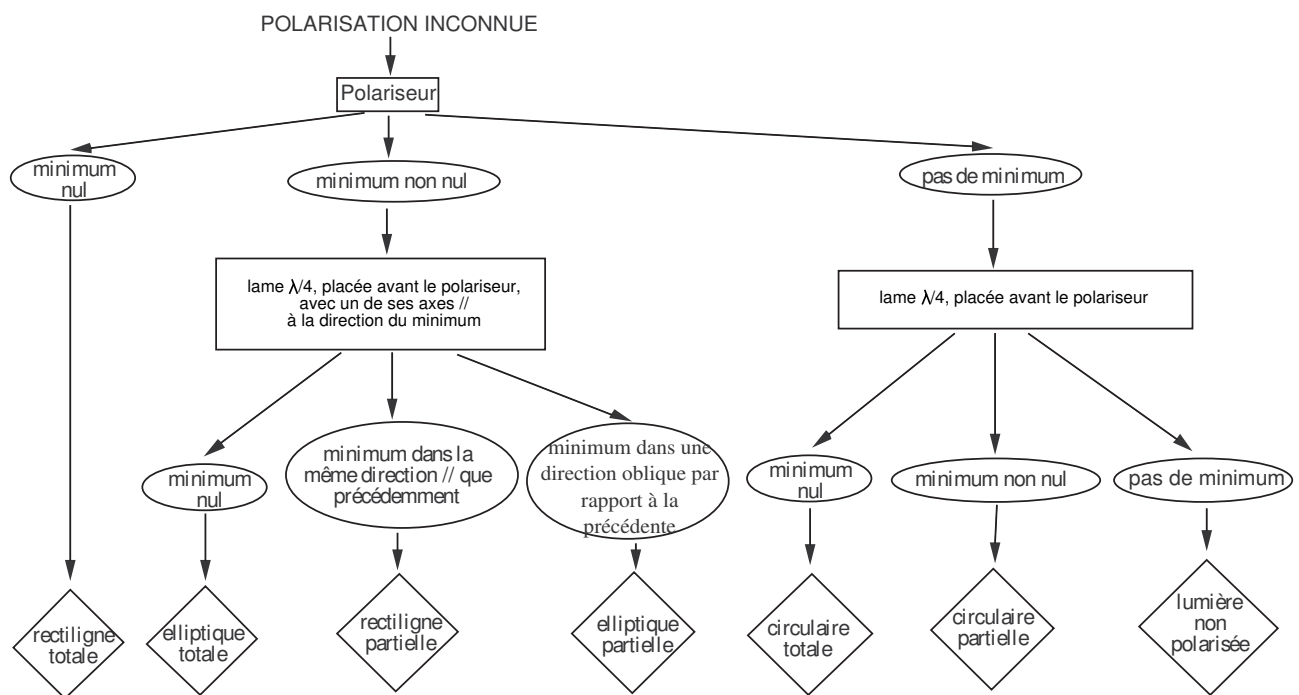 POLARISATION INCONNUE
Polariseur
minimum
nul
minimum non nul
pas de minimum
lame λ/4, placée avant le polariseur,
avec un de ses axes //
à la direction du minimum
lame λ/4, placée avant le polariseur
minimum
nul
minimum dans la
même direction // que
précédemment
minimum dans une
direction oblique par
rapport à la
précédente
minimum
nul
minimum non nul
pas de minimum
rectiligne
totale
elliptique
totale
rectiligne
partielle
elliptique
partielle
circulaire
totale
circulaire
partielle
lumière
non
polarisée